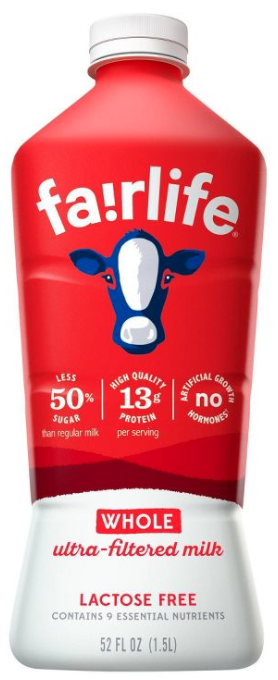 fa!rlife®
LESS
50%
SUGAR
than regular milk
HIGH QUALITY
13g
PROTEIN
per serving
ARTIFICIAL GROWTH
no
HORMONES*
WHOLE
ultra-filtered milk
LACTOSE FREE
CONTAINS 9 ESSENTIAL NUTRIENTS
52 FL OZ (1.5L)